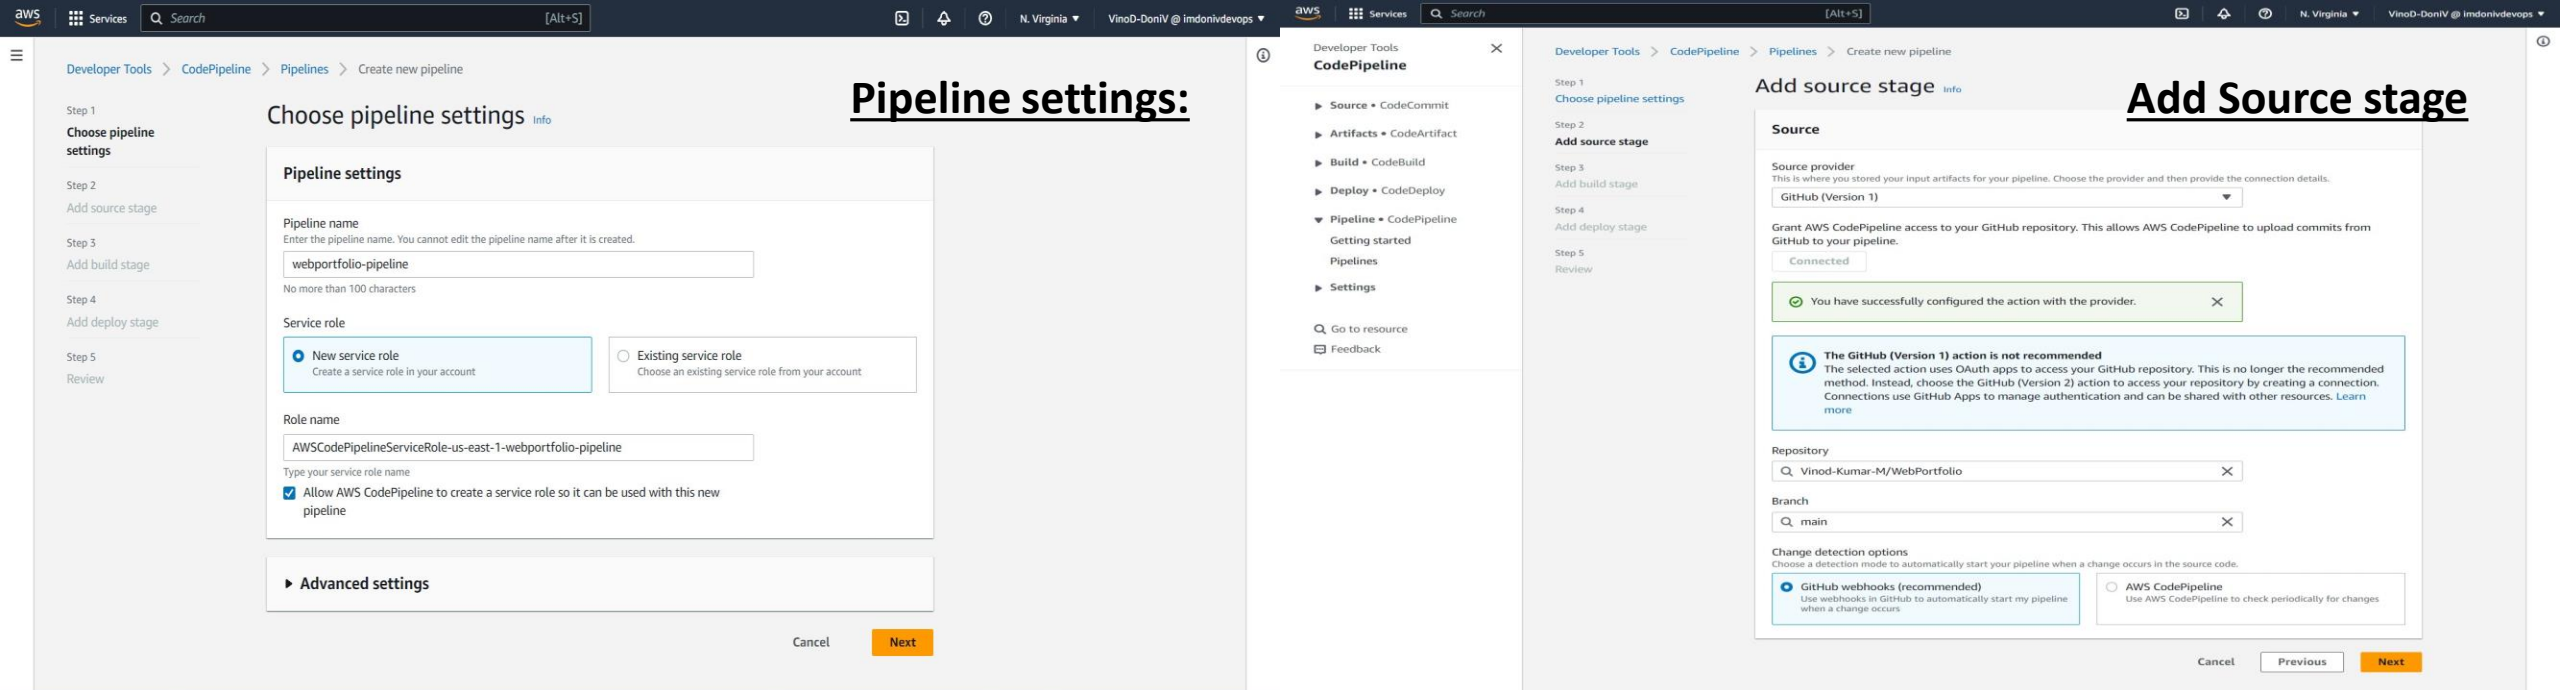 aws
Services
Search
[Alt+S]
N. Virginia
VinoD-DoniV @ imdonivdevops
Developer Tools
CodePipeline
Pipelines
Create new pipeline
Step 1
Choose pipeline
settings
Step 2
Add source stage
Step 3
Add build stage
Step 4
Add deploy stage
Step 5
Review
Choose pipeline settings Info
Pipeline settings:
Pipeline settings
Pipeline name
Enter the pipeline name. You cannot edit the pipeline name after it is created.
webportfolio-pipeline
No more than 100 characters
Service role
New service role
Create a service role in your account
Existing service role
Choose an existing service role from your account
Role name
AWSCodePipelineServiceRole-us-east-1-webportfolio-pipeline
Type your service role name
Allow AWS CodePipeline to create a service role so it can be used with this new
pipeline
Advanced settings
Cancel
Next
aws
Services
Search
[Alt+S]
N. Virginia
VinoD-DoniV @ imdonivdevops
Developer Tools
CodePipeline
Source • CodeCommit
Artifacts • CodeArtifact
Build • CodeBuild
Deploy • CodeDeploy
Pipeline • CodePipeline
Getting started
Pipelines
Settings
Go to resource
Feedback
Developer Tools
CodePipeline
Pipelines
Create new pipeline
Step 1
Choose pipeline settings
Step 2
Add source stage
Step 3
Add build stage
Step 4
Add deploy stage
Step 5
Review
Add source stage Info
Add Source stage
Source
Source provider
This is where you stored your input artifacts for your pipeline. Choose the provider and then provide the connection details.
GitHub (Version 1)
Grant AWS CodePipeline access to your GitHub repository. This allows AWS CodePipeline to upload commits from
GitHub to your pipeline.
Connected
You have successfully configured the action with the provider.
The GitHub (Version 1) action is not recommended
The selected action uses OAuth apps to access your GitHub repository. This is no longer the recommended
method. Instead, choose the GitHub (Version 2) action to access your repository by creating a connection.
Connections use GitHub Apps to manage authentication and can be shared with other resources. Learn
more
Repository
Vinod-Kumar-M/WebPortfolio
Branch
main
Change detection options
Choose a detection mode to automatically start your pipeline when a change occurs in the source code.
GitHub webhooks (recommended)
Use webhooks in GitHub to automatically start my pipeline
when a change occurs
AWS CodePipeline
Use AWS CodePipeline to check periodically for changes
Cancel
Previous
Next